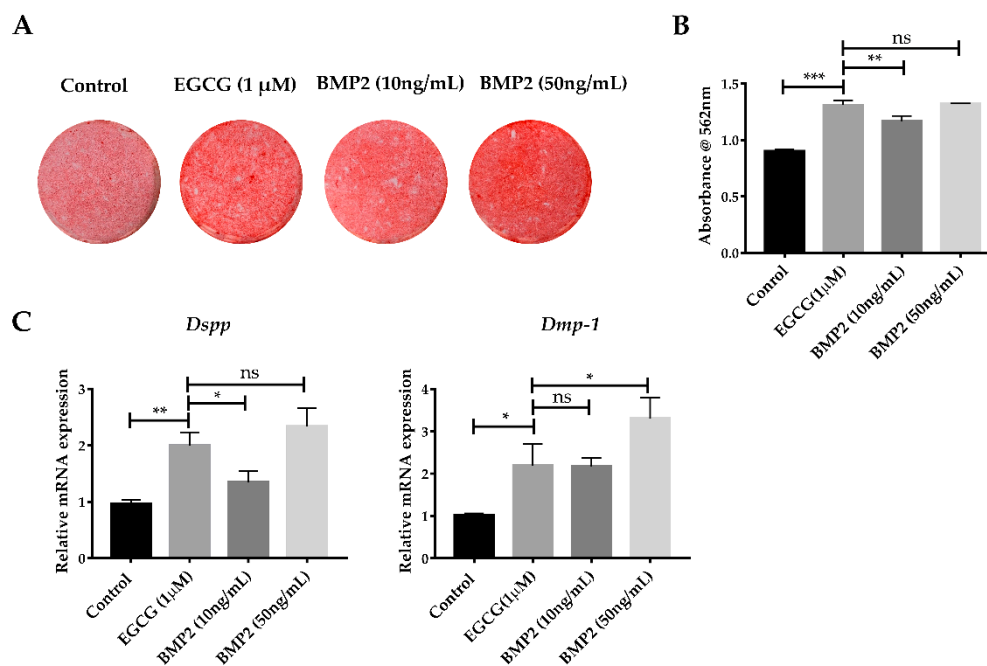 A
Control
EGCG (1 μM)
BMP2 (10ng/mL)
BMP2 (50ng/mL)
B
ns
**
***
Absorbance @ 562nm
1.5
1.0
0.5
0.0
Conrol
EGCG(1μM)
BMP2 (10ng/mL)
BMP2 (50ng/mL)
C
Dspp
ns
*
**
Relative mRNA expression
3
2
1
0
Control
EGCG (1μM)
BMP2 (10ng/mL)
BMP2 (50ng/mL)
Dmp-1
*
ns
*
Relative mRNA expression
4
3
2
1
0
Control
EGCG(1μM)
BMP2 (10ng/mL)
BMP2 (50ng/mL)